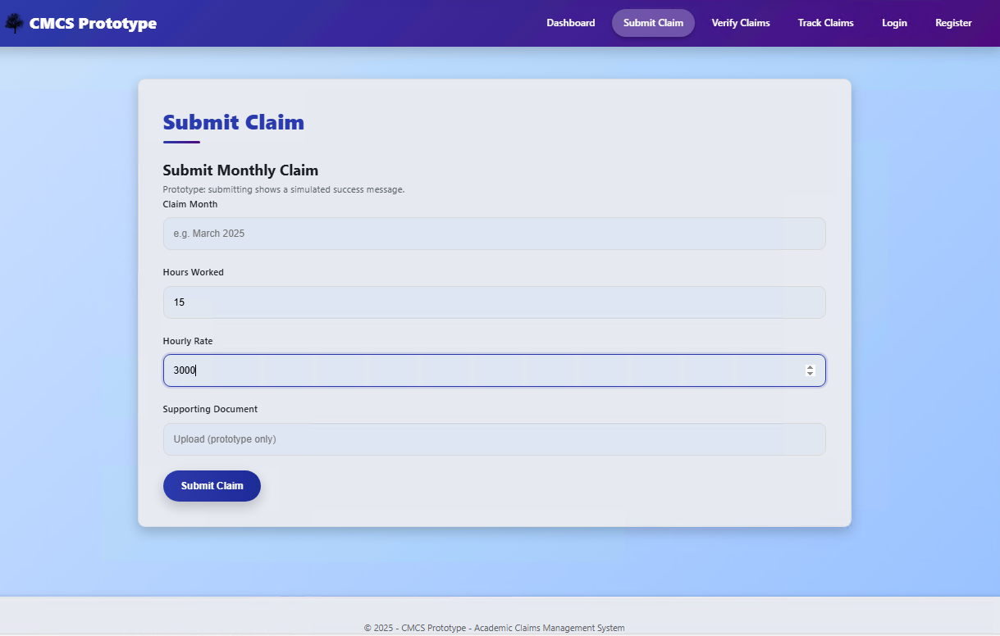 CMCS Prototype
Dashboard Submit Claim Verify Claims Track Claims Login Register
Submit Claim
Submit Monthly Claim
Prototype: submitting shows a simulated success message.
Claim Month
e.g. March 2025
Hours Worked
15
Hourly Rate
3000
Supporting Document
Upload (prototype only)
Submit Claim
© 2025 - CMCS Prototype - Academic Claims Management System